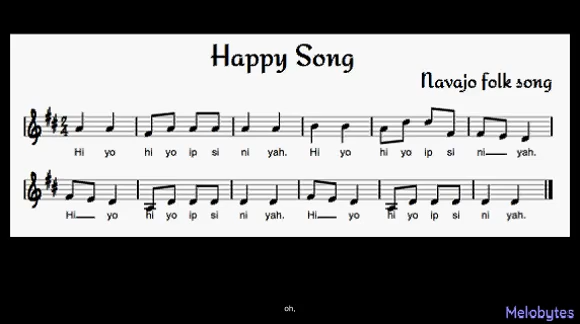 Happy Song
Navajo folk song
2
4
Hi yo hi yo ip si ni yah. Hi yo hi yo ip si ni yah.
Hi yo hi yo ip si ni yah. Hi yo hi yo ip si ni yah.
oh,
Melobytes